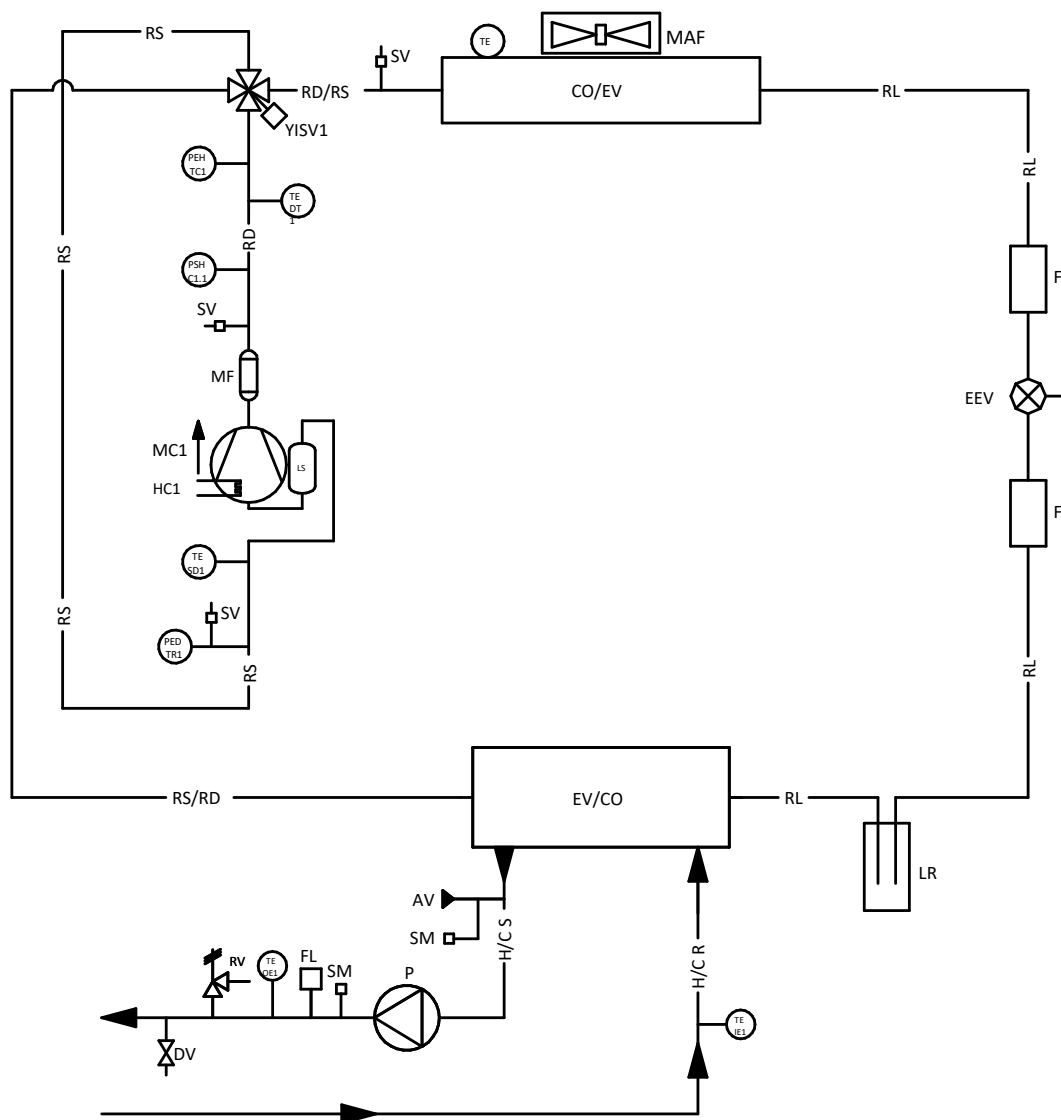 RS
TE
MAF
SV
RD/RS
CO/EV
RL
YISV1
PEH
TC1
RL
TE
DT
1
RD
RS
PSH
C1.1
F
SV
MF
EEV
MC1
LS
HC1
F
TE
SD1
SV
PED
TR1
RS
RS
RL
RS/RD
EV/CO
RL
LR
AV
SM
H/C S
H/C R
RV
TE
OE1
FL
SM
P
TE
IE1
DV